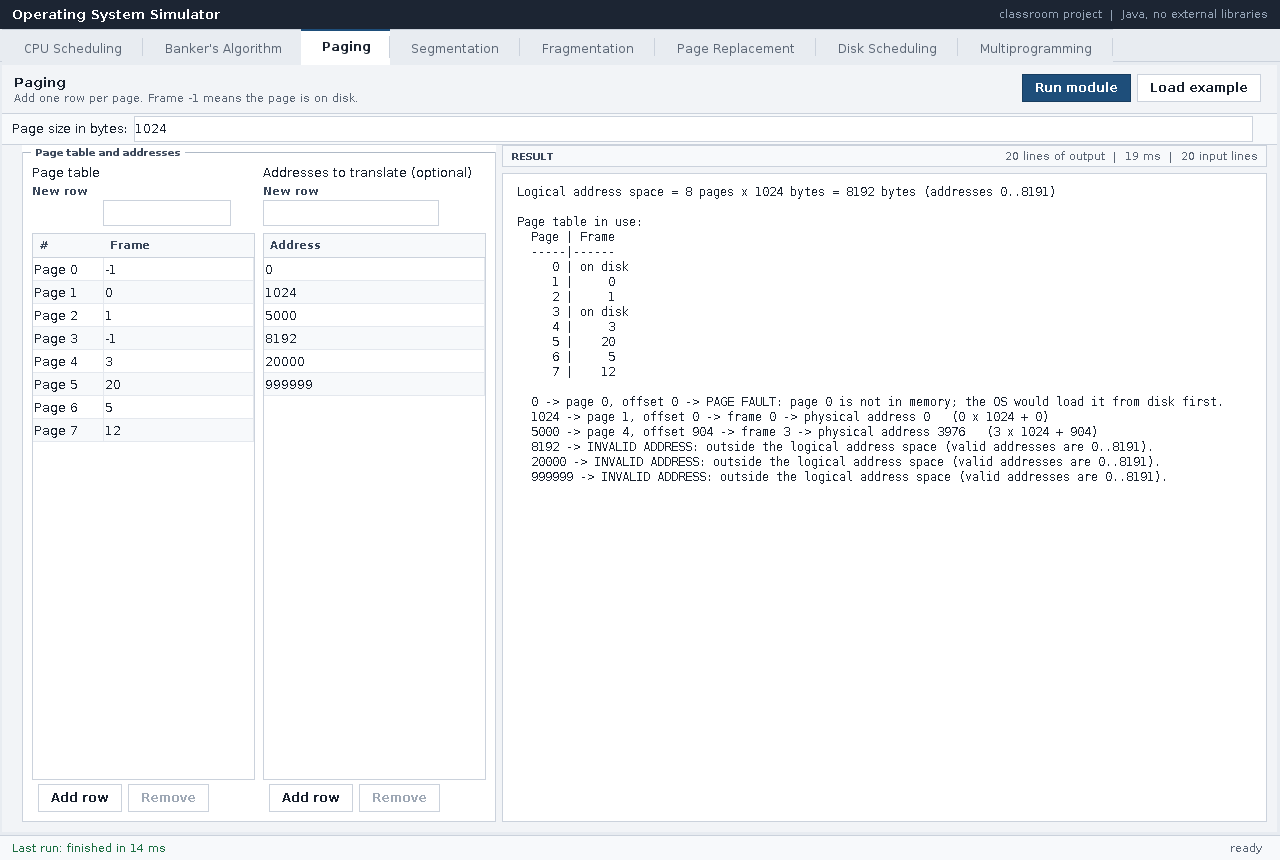 Operating System Simulator
classroom project | Java, no external libraries
CPU Scheduling Banker's Algorithm Paging Segmentation Fragmentation Page Replacement Disk Scheduling Multiprogramming
Paging
Add one row per page. Frame -1 means the page is on disk.
Run module Load example
Page size in bytes: 1024
Page table and addresses
Page table
New row
# Frame
Page 0 -1
Page 1 0
Page 2 1
Page 3 -1
Page 4 3
Page 5 20
Page 6 5
Page 7 12
Add row Remove
Addresses to translate (optional)
New row
Address
0
1024
5000
8192
20000
999999
Add row Remove
RESULT
20 lines of output | 19 ms | 20 input lines
Logical address space = 8 pages x 1024 bytes = 8192 bytes (addresses 0..8191)
Page table in use:
Page | Frame
-----|------
0 | on disk
1 | 0
2 | 1
3 | on disk
4 | 3
5 | 20
6 | 5
7 | 12
0 -> page 0, offset 0 -> PAGE FAULT: page 0 is not in memory; the OS would load it from disk first.
1024 -> page 1, offset 0 -> frame 0 -> physical address 0 (0 x 1024 + 0)
5000 -> page 4, offset 904 -> frame 3 -> physical address 3976 (3 x 1024 + 904)
8192 -> INVALID ADDRESS: outside the logical address space (valid addresses are 0..8191).
20000 -> INVALID ADDRESS: outside the logical address space (valid addresses are 0..8191).
999999 -> INVALID ADDRESS: outside the logical address space (valid addresses are 0..8191).
Last run: finished in 14 ms
ready